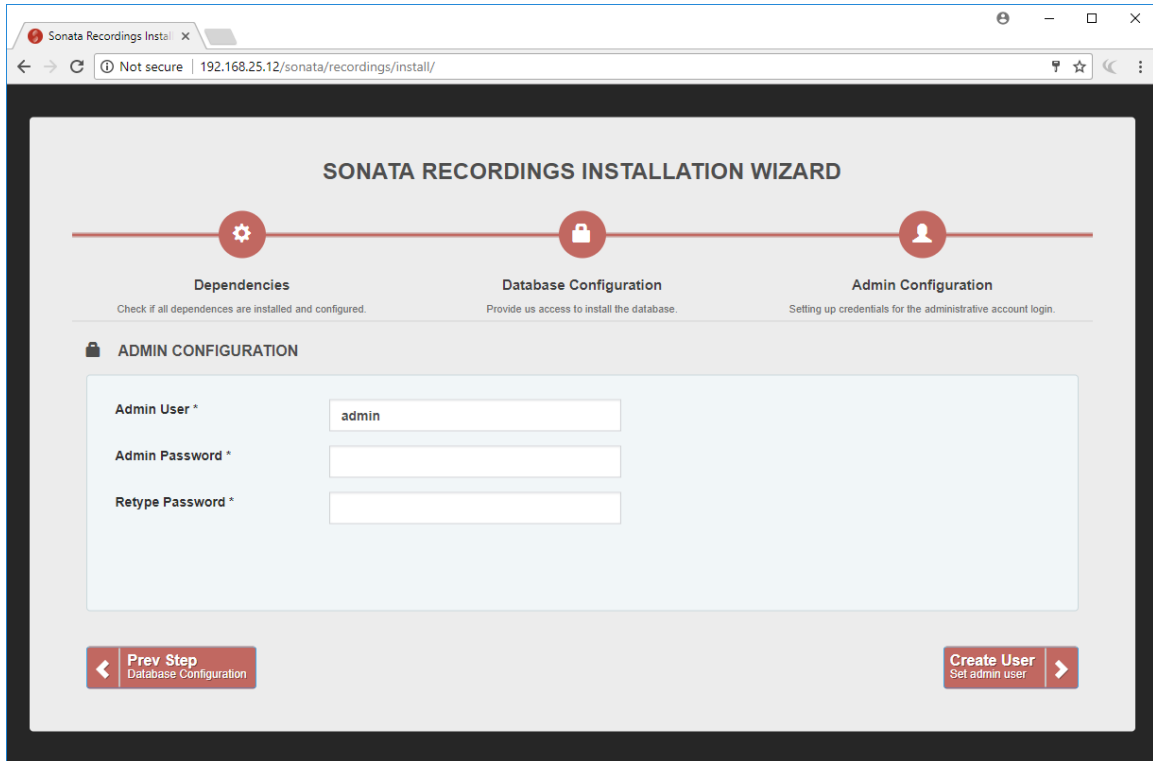 Sonata Recordings Instal
Not secure | 192.168.25.12/sonata/recordings/install/
SONATA RECORDINGS INSTALLATION WIZARD
Dependencies
Check if all dependences are installed and configured.
Database Configuration
Provide us access to install the database.
Admin Configuration
Setting up credentials for the administrative account login.
ADMIN CONFIGURATION
Admin User *
admin
Admin Password *
Retype Password *
Prev Step
Database Configuration
Create User
Set admin user